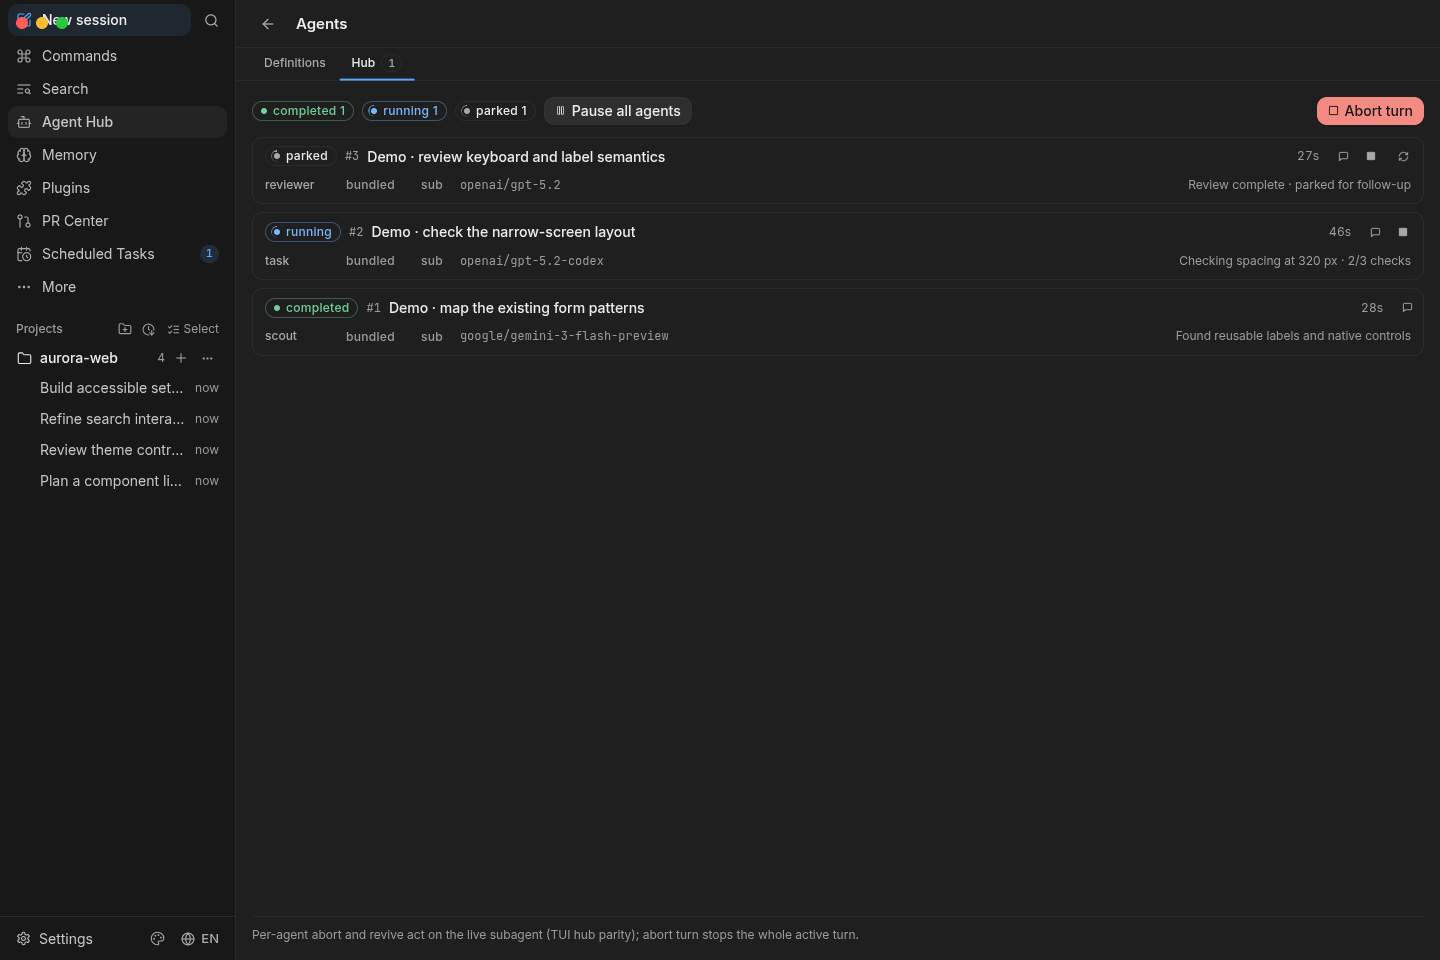 New session
Commands
Search
Agent Hub
Memory
Plugins
PR Center
Scheduled Tasks 1
More
Projects Select
aurora-web 4
Build accessible set... now
Refine search intera... now
Review theme contr... now
Plan a component li... now
Settings EN
Agents
Definitions Hub 1
completed 1 running 1 parked 1 Pause all agents Abort turn
parked #3 Demo · review keyboard and label semantics 27s
reviewer bundled sub openai/gpt-5.2 Review complete · parked for follow-up
running #2 Demo · check the narrow-screen layout 46s
task bundled sub openai/gpt-5.2-codex Checking spacing at 320 px · 2/3 checks
completed #1 Demo · map the existing form patterns 28s
scout bundled sub google/gemini-3-flash-preview Found reusable labels and native controls
Per-agent abort and revive act on the live subagent (TUI hub parity); abort turn stops the whole active turn.